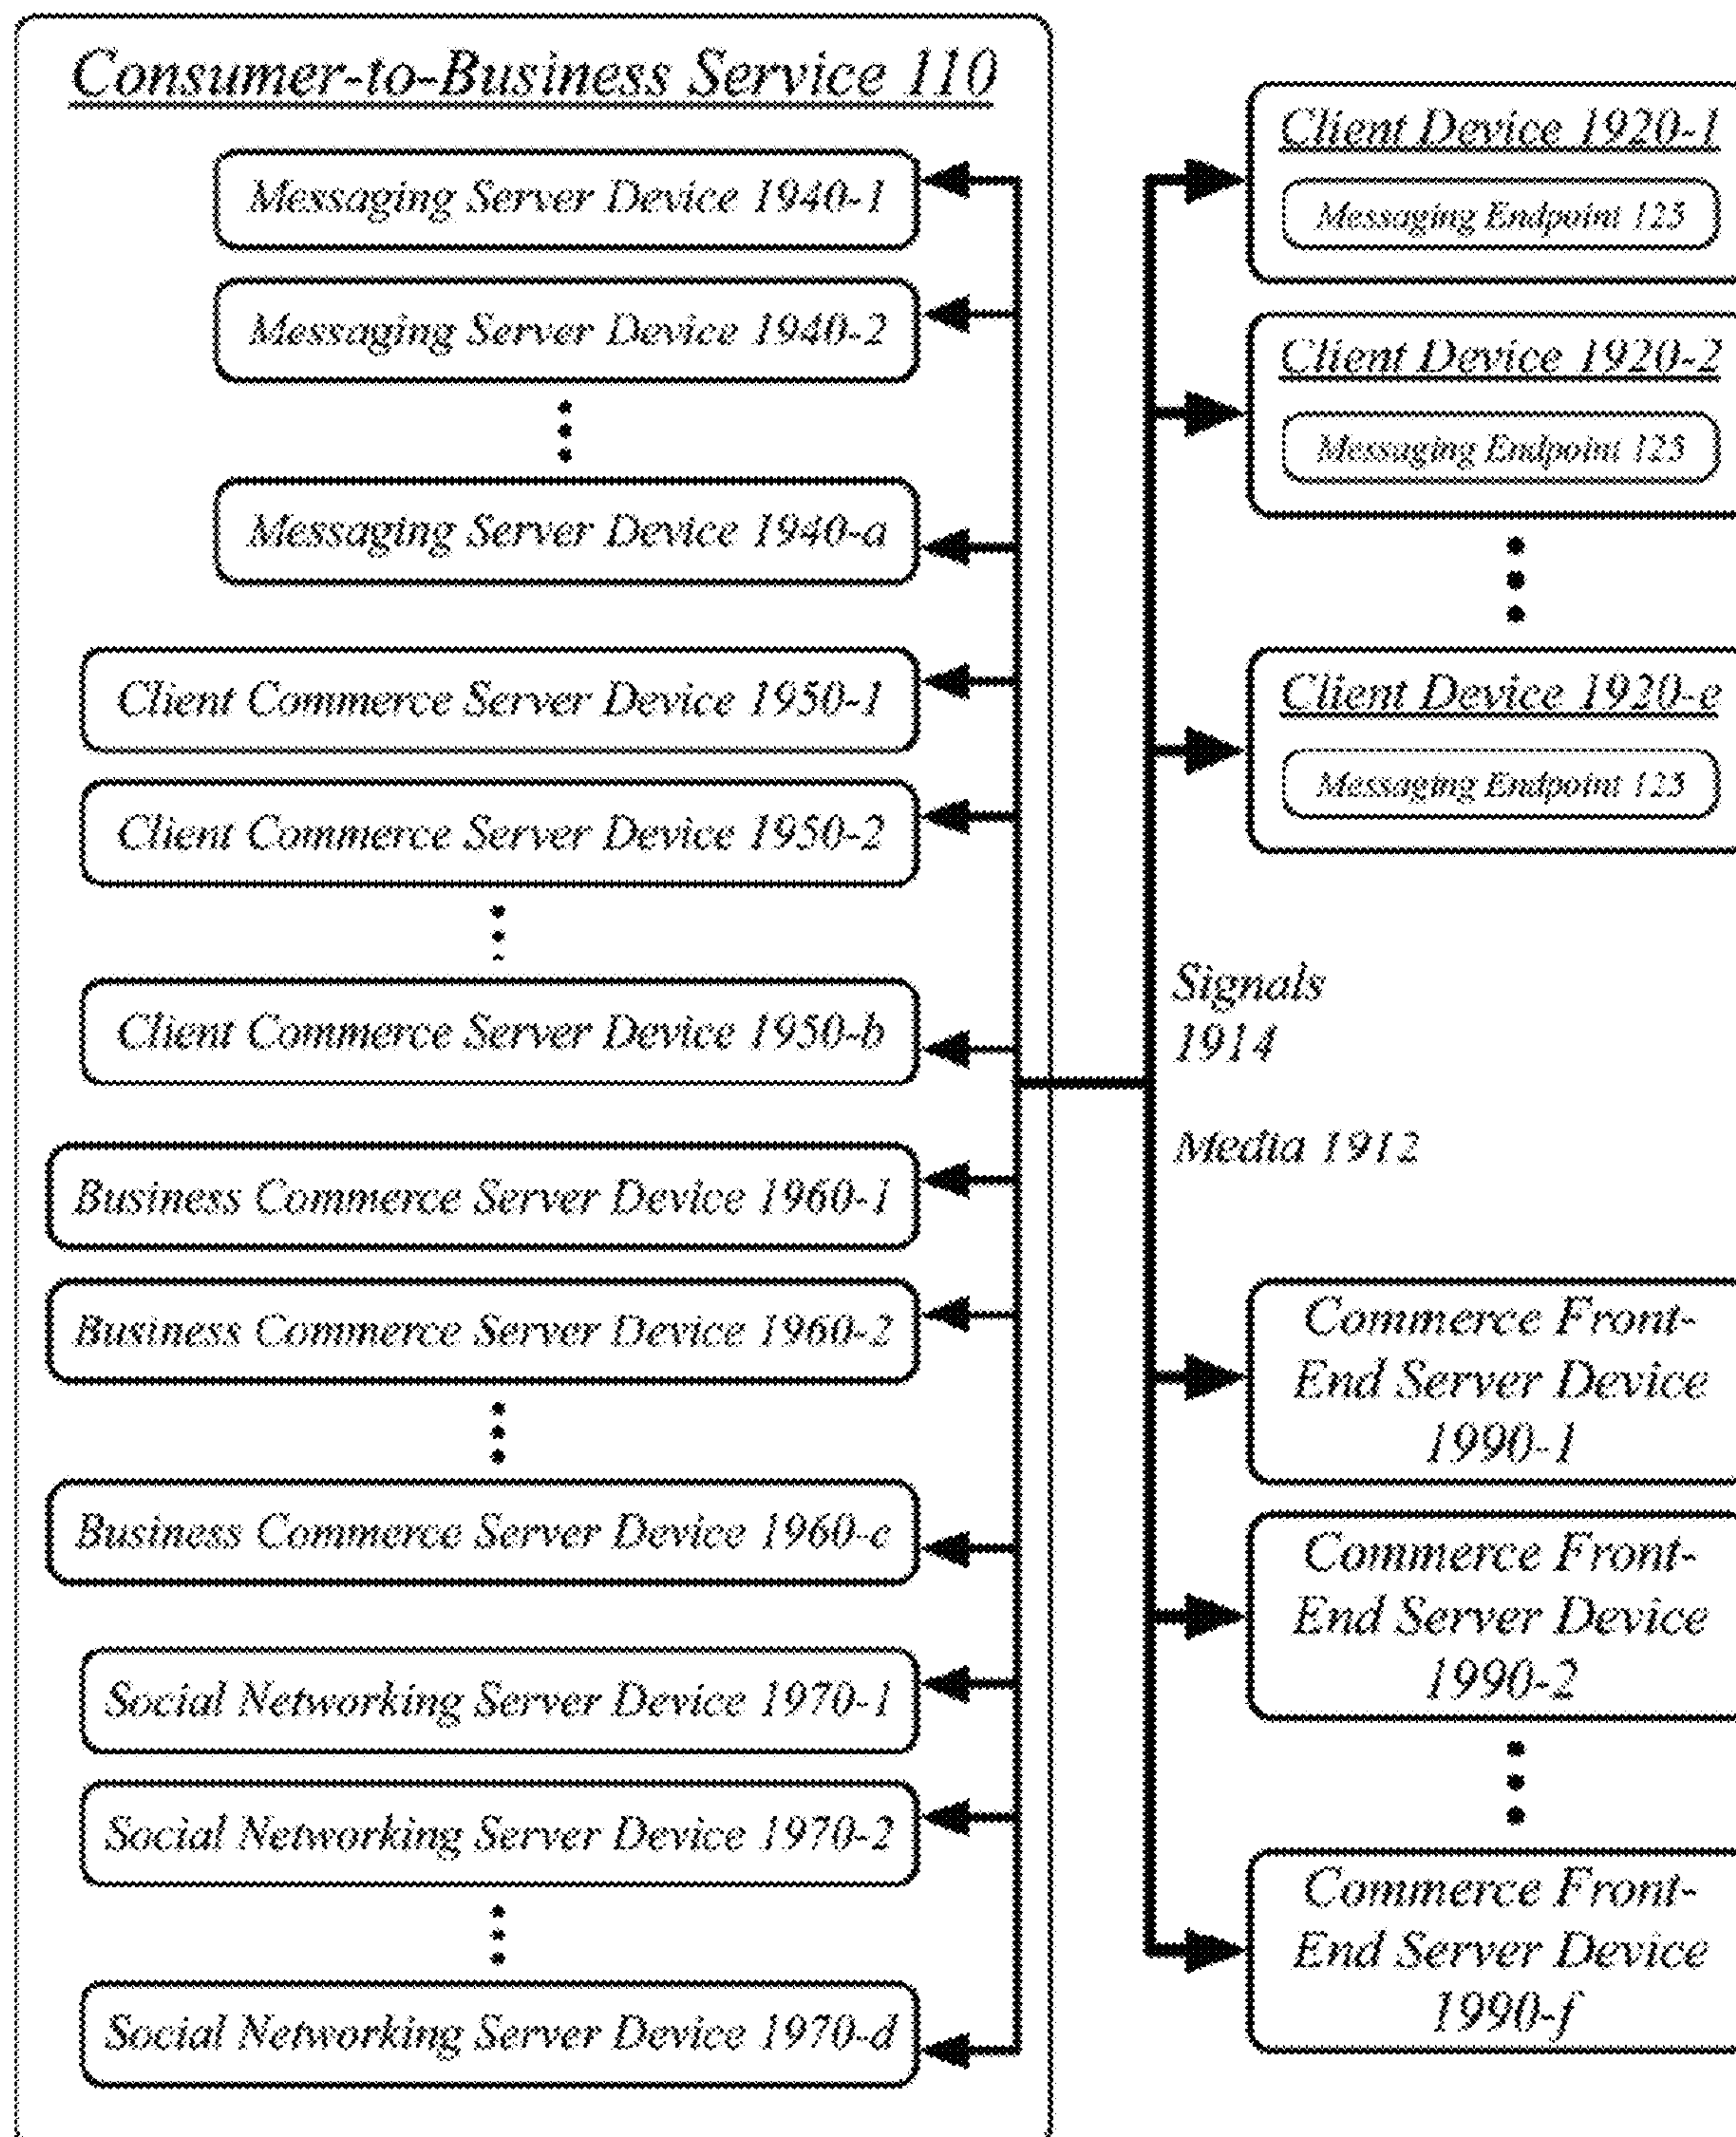 Consumer-to-Business Service 110
Messaging Server Device 1940-1
Messaging Server Device 1940-2
Messaging Server Device 1940-a
Client Commerce Server Device 1950-1
Client Commerce Server Device 1950-2
Client Commerce Server Device 1950-b
Business Commerce Server Device 1960-1
Business Commerce Server Device 1960-2
Business Commerce Server Device 1960-c
Social Networking Server Device 1970-1
Social Networking Server Device 1970-2
Social Networking Server Device 1970-d
Client Device 1920-1
Messaging Endpoint 125
Client Device 1920-2
Messaging Endpoint 125
Client Device 1920-e
Messaging Endpoint 125
Signals
1914
Media 1912
Commerce Front-
End Server Device
1990-1
Commerce Front-
End Server Device
1990-2
Commerce Front-
End Server Device
1990-f